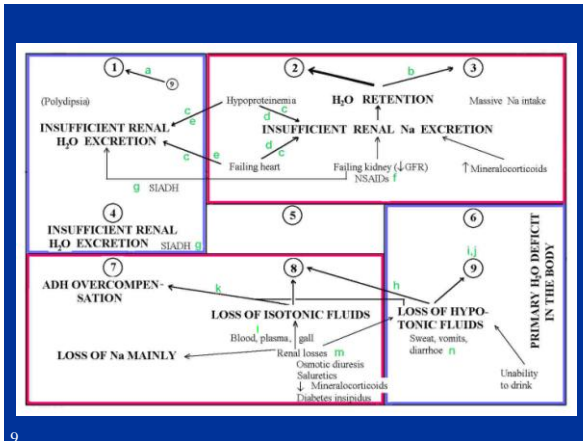 1
a
9
(Polydipsia)
INSUFFICIENT RENAL
H₂O EXCRETION
c
e
c
e
g SIADH
2
b
3
Hypoproteinemia
c
d
H₂O RETENTION
Massive Na intake
INSUFFICIENT RENAL Na EXCRETION
d
c
Failing heart
Failing kidney (↓GFR)
NSAIDs f
↑ Mineralocorticoids
4
INSUFFICIENT RENAL
H₂O EXCRETION SIADH g
5
6
PRIMARY H₂O DEFICIT
IN THE BODY
i,j
9
h
LOSS OF HYPO-
TONIC FLUIDS
Sweat, vomits,
diarrhoe n
Unability
to drink
7
ADH OVERCOMPEN-
SATION
k
8
LOSS OF ISOTONIC FLUIDS
l
Blood, plasma, gall
LOSS OF Na MAINLY
Renal losses m
Osmotic diuresis
Saluretics
↓ Mineralocorticoids
Diabetes insipidus
9